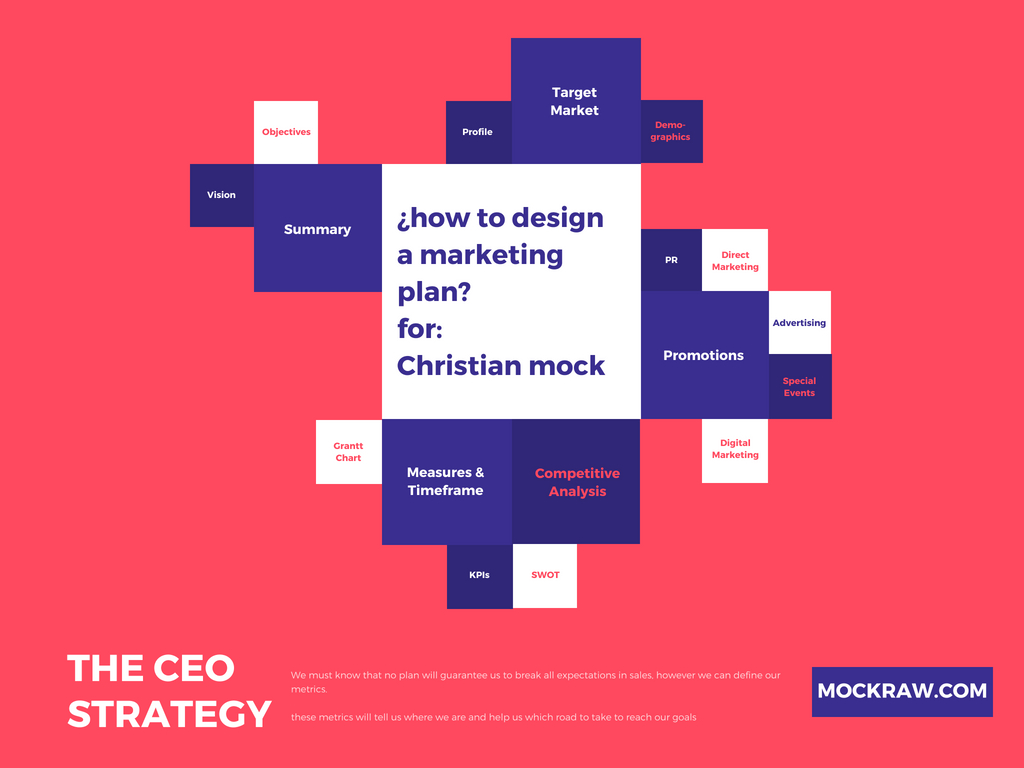 Target
Market
Objectives
Profile
Demo-
graphics
Vision
Summary
¿how to design
a marketing
plan?
for:
Christian mock
PR
Direct
Marketing
Advertising
Promotions
Special
Events
Grantt
Chart
Digital
Marketing
Measures &
Timeframe
Competitive
Analysis
KPIs
SWOT
THE CEO
STRATEGY
We must know that no plan will guarantee us to break all expectations in sales, however we can define our
metrics.
these metrics will tell us where we are and help us which road to take to reach our goals
MOCKRAW.COM